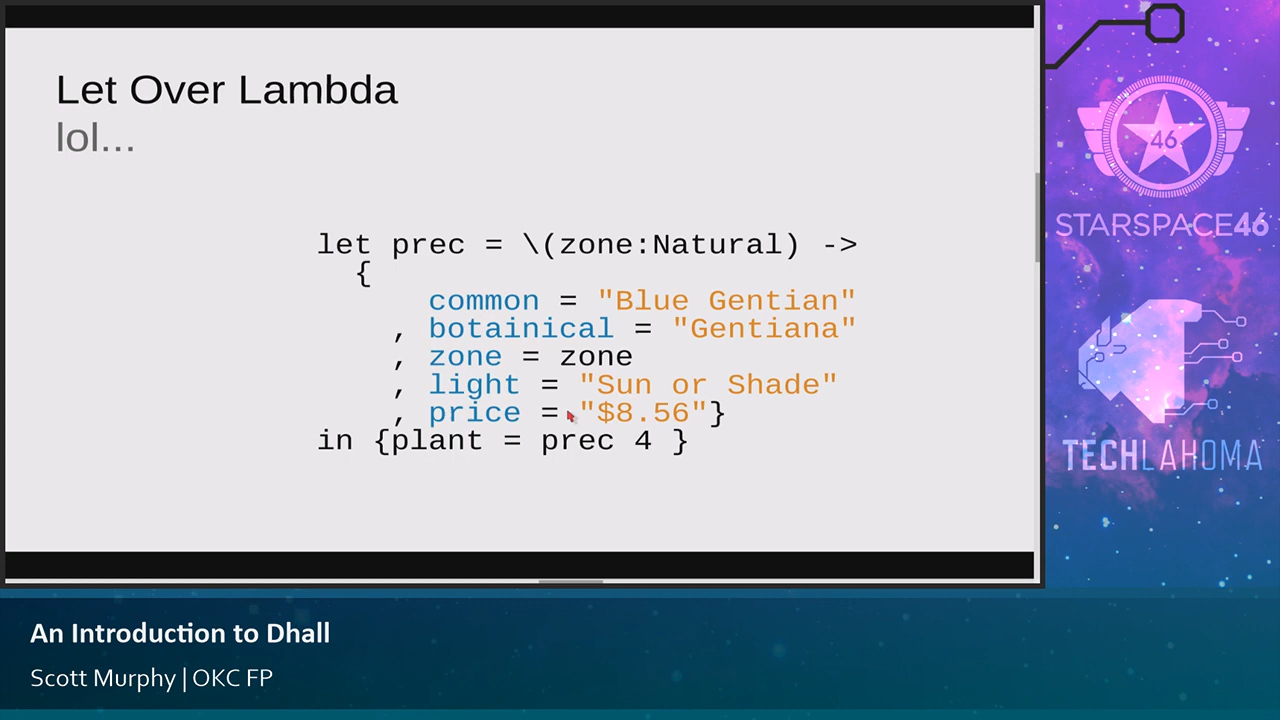 Let Over Lambda
lol...
let prec = \(zone:Natural) ->
{
common = "Blue Gentian"
, botainical = "Gentiana"
, zone = zone
, light = "Sun or Shade"
, price = "$8.56"}
in {plant = prec 4 }
46
STARSPACE46
TECHLAHOMA
An Introduction to Dhall
Scott Murphy | OKC FP